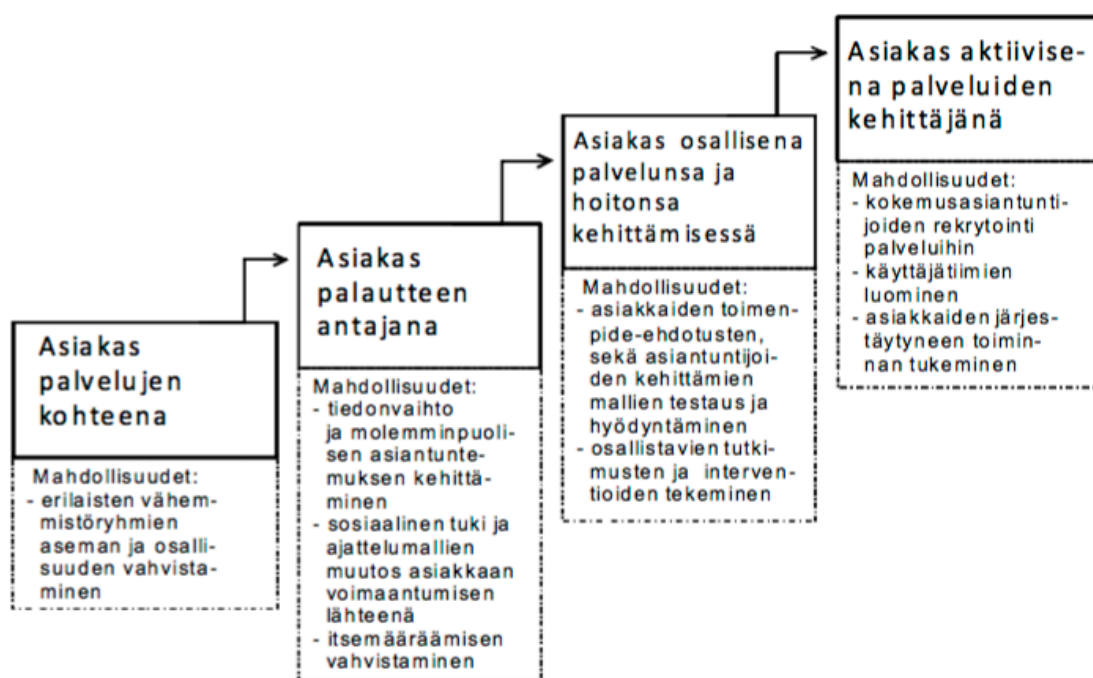 Asiakas
palvelujen
kohteena
Mahdollisuudet:
- erilaisten vähem-
mistöryhmien
aseman ja osalli-
suuden vahvista-
minen
Asiakas
palautteen
antajana
Mahdollisuudet:
- tiedonvaihto
ja molemminpuoli-
sen asiantunte-
muksen kehittä-
minen
- sosiaalinen tuki ja
ajattelumallien
muutos asiakkaan
voimaantumisen
lähteenä
- itsemääräämisen
vahvistaminen
Asiakas osallisena
palvelunsa ja
hoitonsa
kehittämisessä
Mahdollisuudet:
- asiakkaiden toimen-
pide-ehdotusten,
sekä asiantuntijoi-
den kehittämien
mallien testaus ja
hyödyntäminen
- osallistavien tutki-
musten ja interven-
tioiden tekeminen
Asiakas aktiivise-
na palveluiden
kehittäjänä
Mahdollisuudet:
- kokemusasiantunti-
joiden rekrytointi
palveluihin
- käyttäjätiimien
luominen
- asiakkaiden järjes-
täytyneen toimin-
nan tukeminen